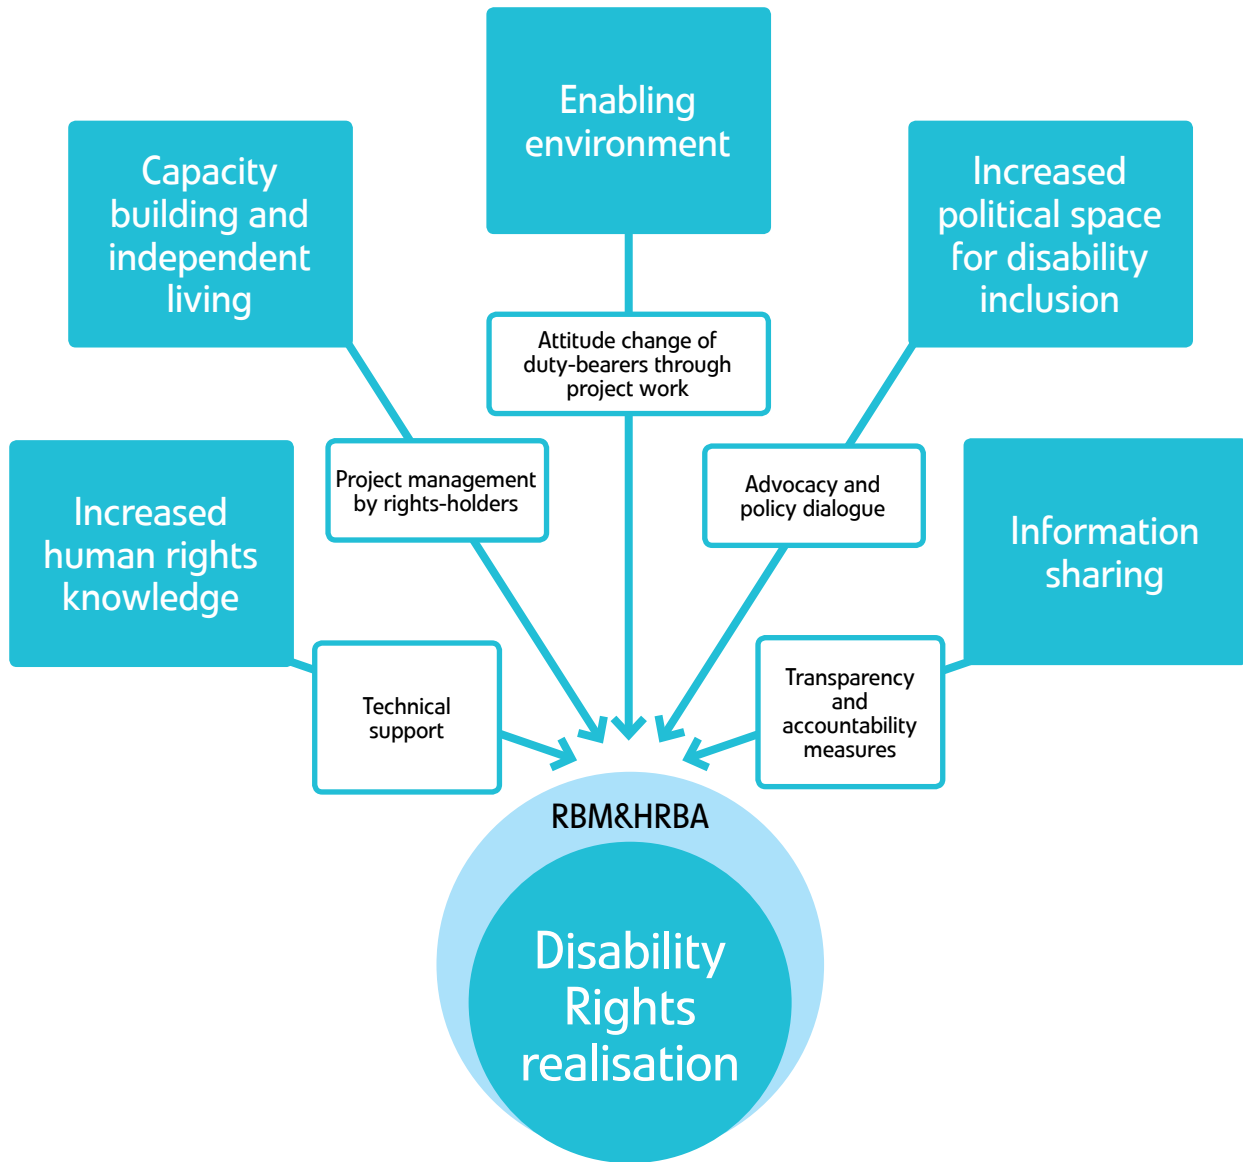 Enabling
environment
Capacity
building and
independent
living
Increased
political space
for disability
inclusion
Attitude change of
duty-bearers through
project work
Project management
by rights-holders
Advocacy and
policy dialogue
Increased
human rights
knowledge
Information
sharing
Technical
support
Transparency
and
accountability
measures
RBM&HRBA
Disability
Rights
realisation